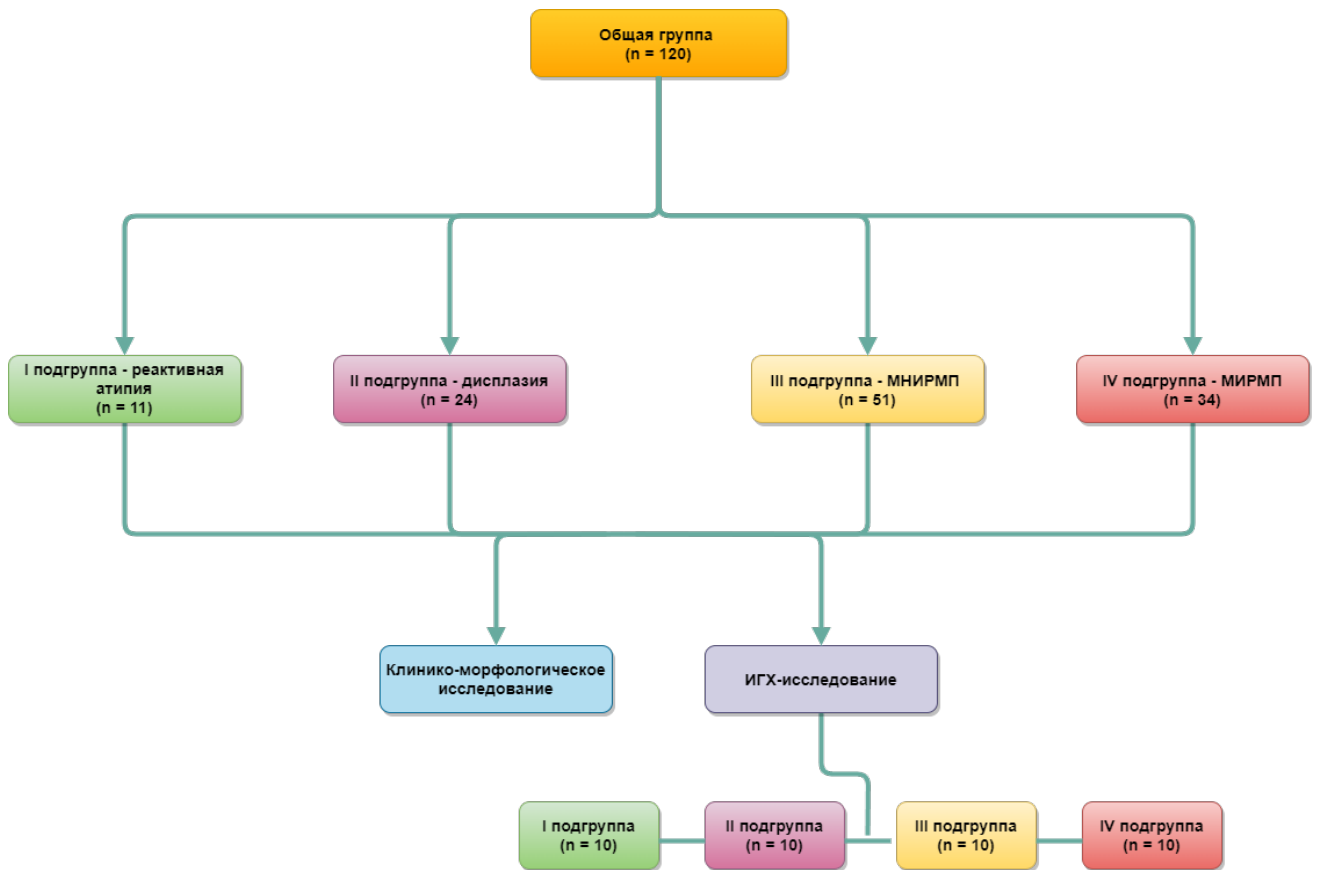 Общая группа
(n = 120)
I подгруппа - реактивная
атипия
(n = 11)
II подгруппа - дисплазия
(n = 24)
III подгруппа - МНИРМП
(n = 51)
IV подгруппа - МИРМП
(n = 34)
Клинико-морфологическое
исследование
ИГХ-исследование
I подгруппа
(n = 10)
II подгруппа
(n = 10)
III подгруппа
(n = 10)
IV подгруппа
(n = 10)